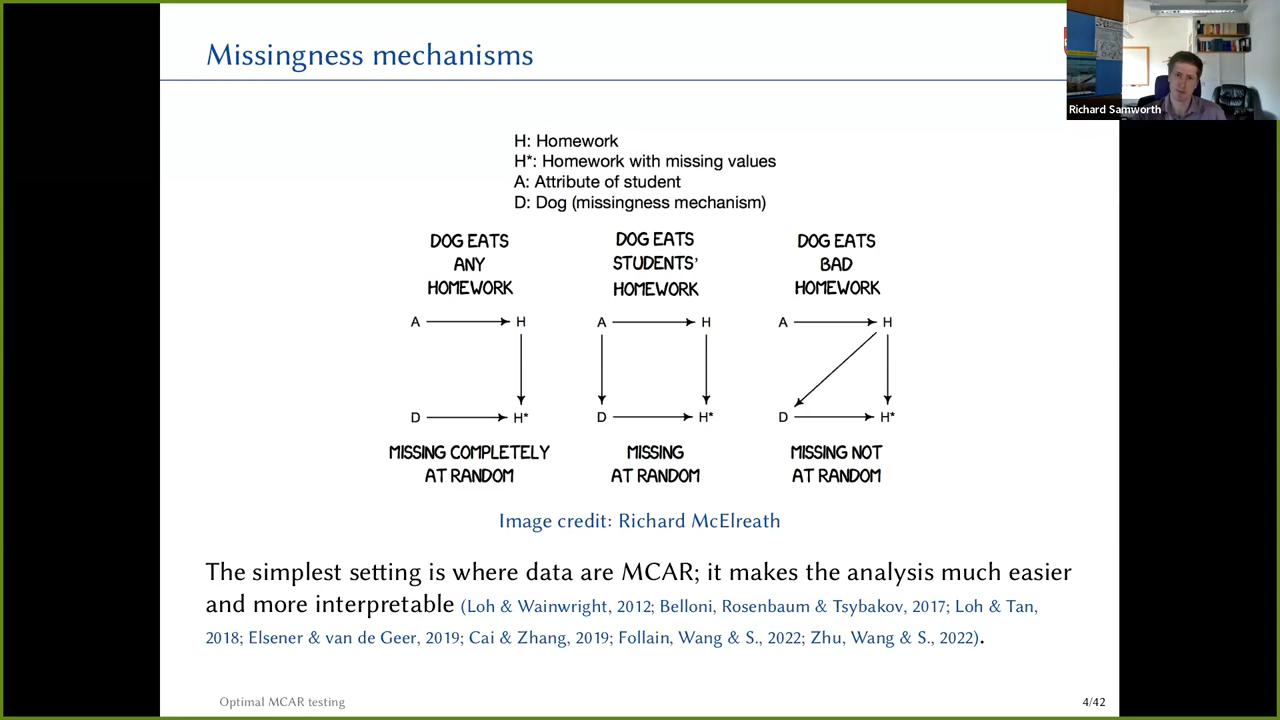 Missingness mechanisms
Richard Samworth
H: Homework
H*: Homework with missing values
A: Attribute of student
D: Dog (missingness mechanism)
DOG EATS
ANY
HOMEWORK
A H
D H*
MISSING COMPLETELY
AT RANDOM
DOG EATS
STUDENTS'
HOMEWORK
A H
D H*
MISSING
AT RANDOM
DOG EATS
BAD
HOMEWORK
A H
D H*
MISSING NOT
AT RANDOM
Image credit: Richard McElreath
The simplest setting is where data are MCAR; it makes the analysis much easier
and more interpretable (Loh & Wainwright, 2012; Belloni, Rosenbaum & Tsybakov, 2017; Loh & Tan,
2018; Elsener & van de Geer, 2019; Cai & Zhang, 2019; Follain, Wang & S., 2022; Zhu, Wang & S., 2022).
Optimal MCAR testing
4/42